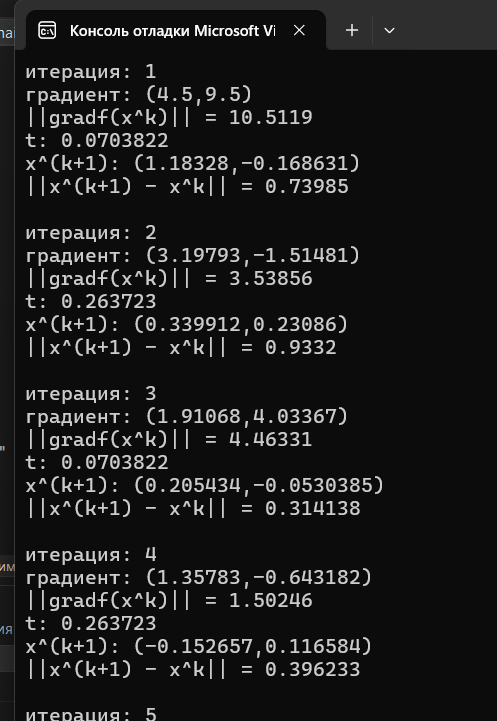 Консоль отладки Microsoft Vi
итерация: 1
градиент: (4.5,9.5)
||gradf(x^k)|| = 10.5119
t: 0.0703822
x^(k+1): (1.18328,-0.168631)
||x^(k+1) - x^k|| = 0.73985
итерация: 2
градиент: (3.19793,-1.51481)
||gradf(x^k)|| = 3.53856
t: 0.263723
x^(k+1): (0.339912,0.23086)
||x^(k+1) - x^k|| = 0.9332
итерация: 3
градиент: (1.91068,4.03367)
||gradf(x^k)|| = 4.46331
t: 0.0703822
x^(k+1): (0.205434,-0.0530385)
||x^(k+1) - x^k|| = 0.314138
итерация: 4
градиент: (1.35783,-0.643182)
||gradf(x^k)|| = 1.50246
t: 0.263723
x^(k+1): (-0.152657,0.116584)
||x^(k+1) - x^k|| = 0.396233
итерация: 5